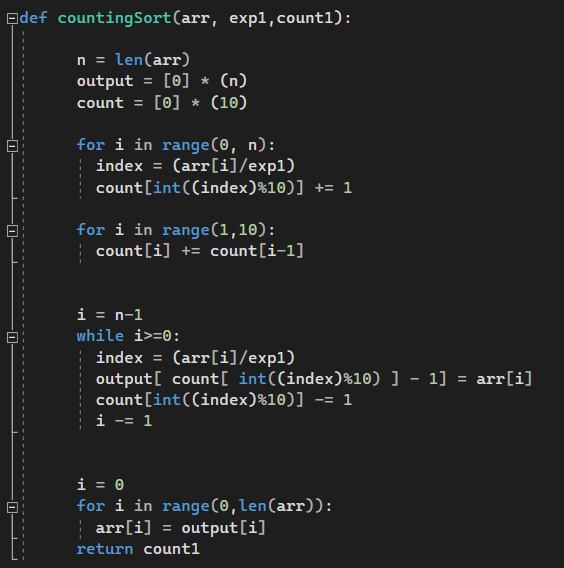 def countingSort(arr, exp1,count1):
n = len(arr)
output = [0] * (n)
count = [0] * (10)
for i in range(0, n):
index = (arr[i]/exp1)
count[int((index)%10)] += 1
for i in range(1,10):
count[i] += count[i-1]
i = n-1
while i>=0:
index = (arr[i]/exp1)
output[ count[ int((index)%10) ] - 1] = arr[i]
count[int((index)%10)] -= 1
i -= 1
i = 0
for i in range(0,len(arr)):
arr[i] = output[i]
return count1